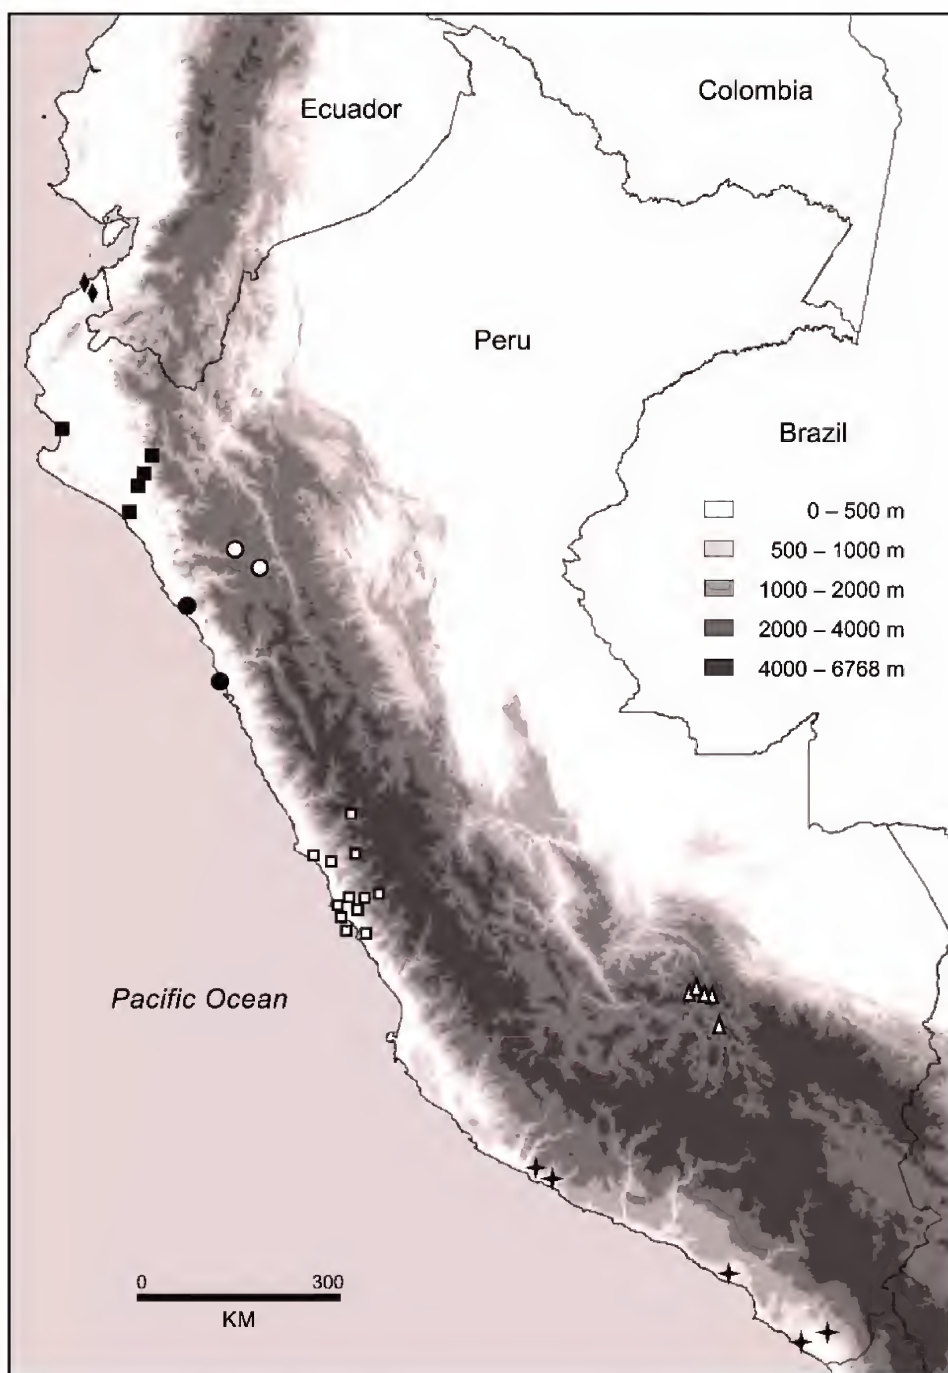 Ecuador
Colombia
Peru
Brazil
0 – 500 m
500 – 1000 m
1000 – 2000 m
2000 – 4000 m
4000 – 6768 m
Pacific Ocean
0 300
KM